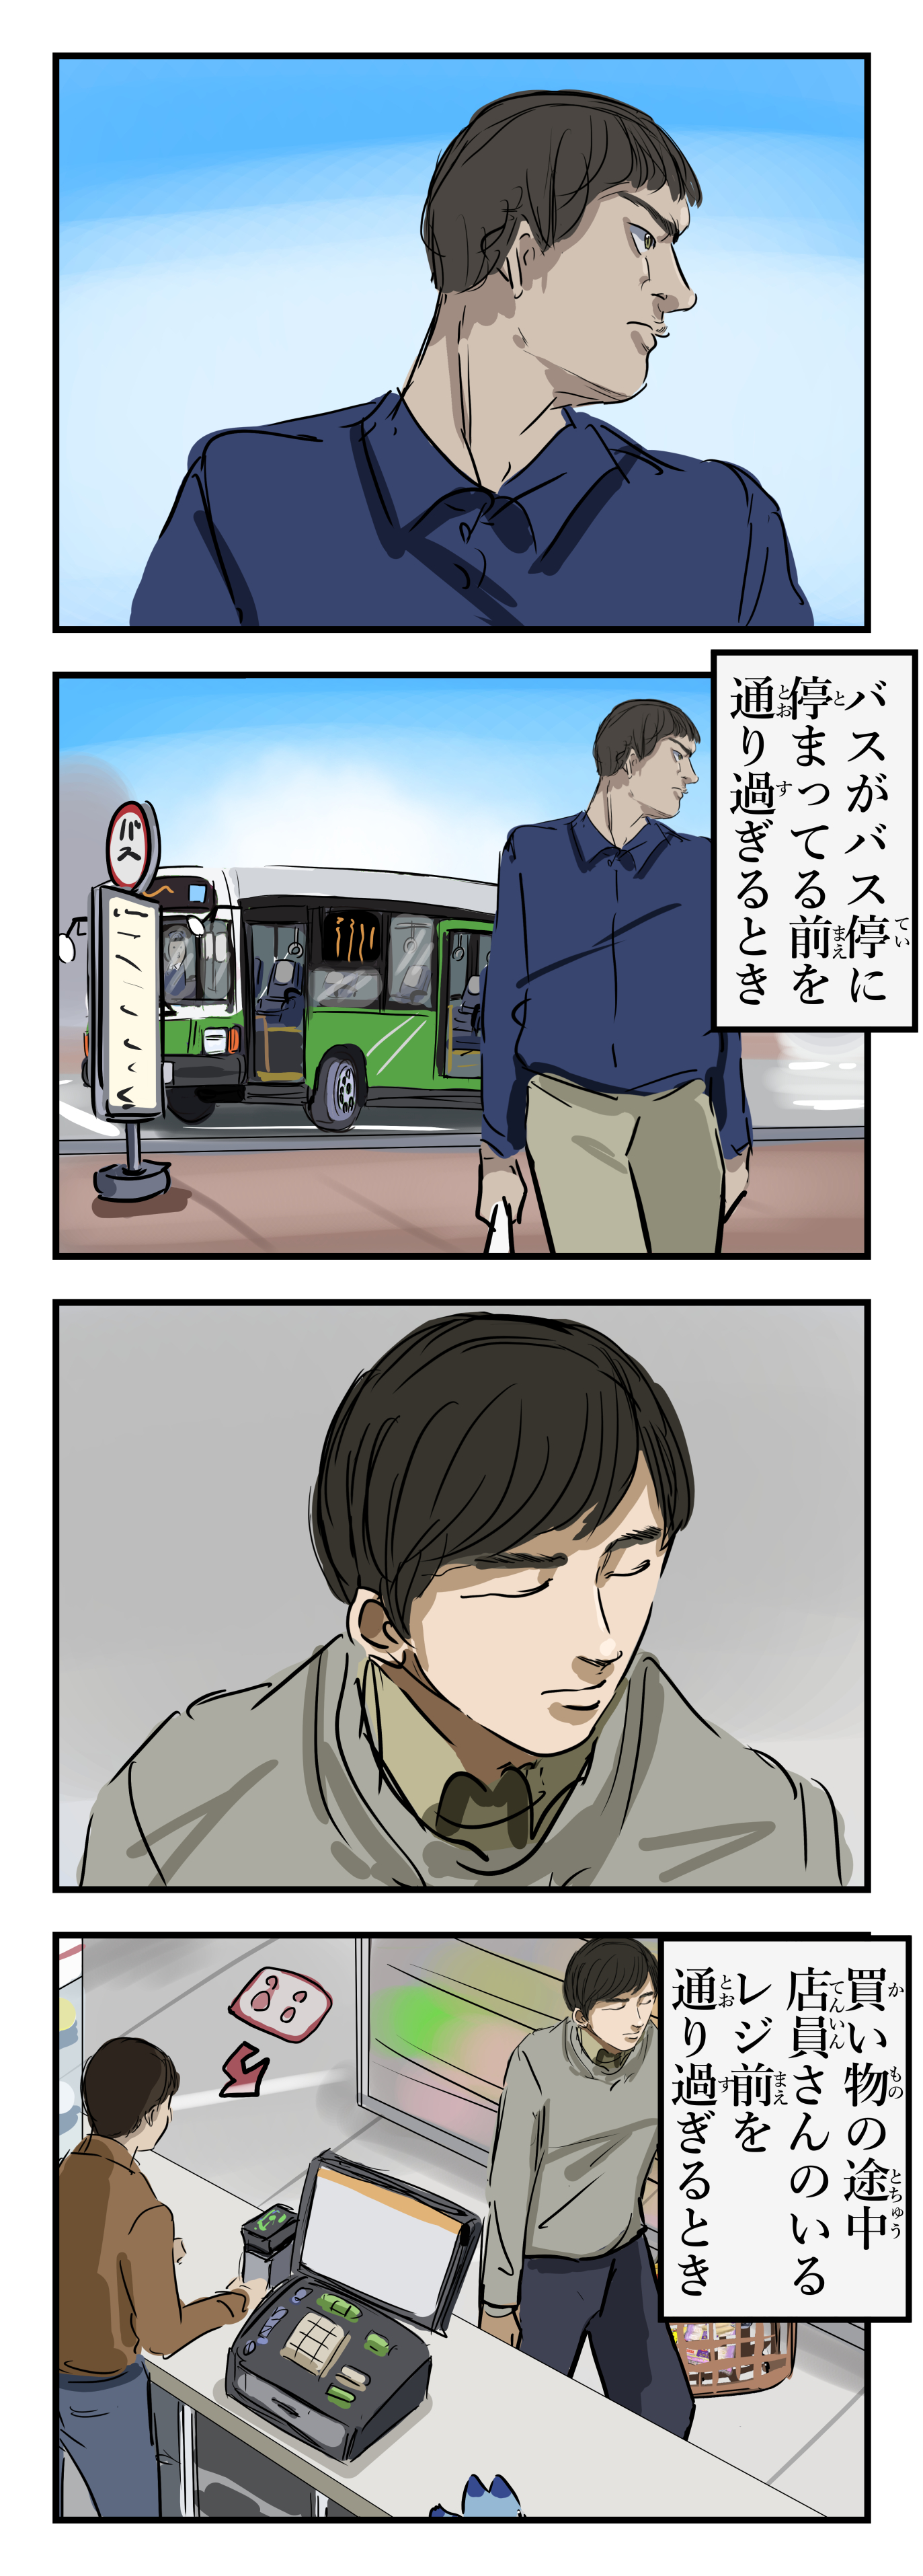 バスがバス停に
停まってる前を
通り過ぎるとき
バス
買い物の途中
店員さんのいる
レジ前を
通り過ぎるとき